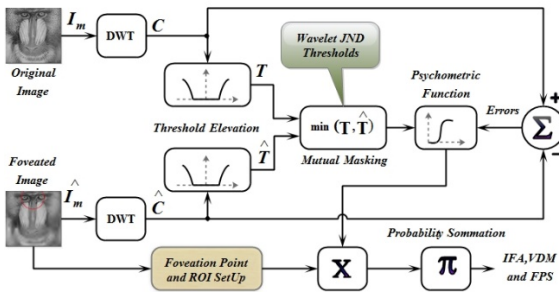 I_m
DWT
C
Original
Image
Wavelet JND
Thresholds
T
Psychometric
Function
Threshold Elevation
min (T, T̂)
Mutual Masking
Errors
+
Σ
−
T̂
Foveated
Image
Î_m
DWT
Ĉ
Probability Sommation
Foveation Point
and ROI SetUp
X
π
IFA,VDM
and FPS